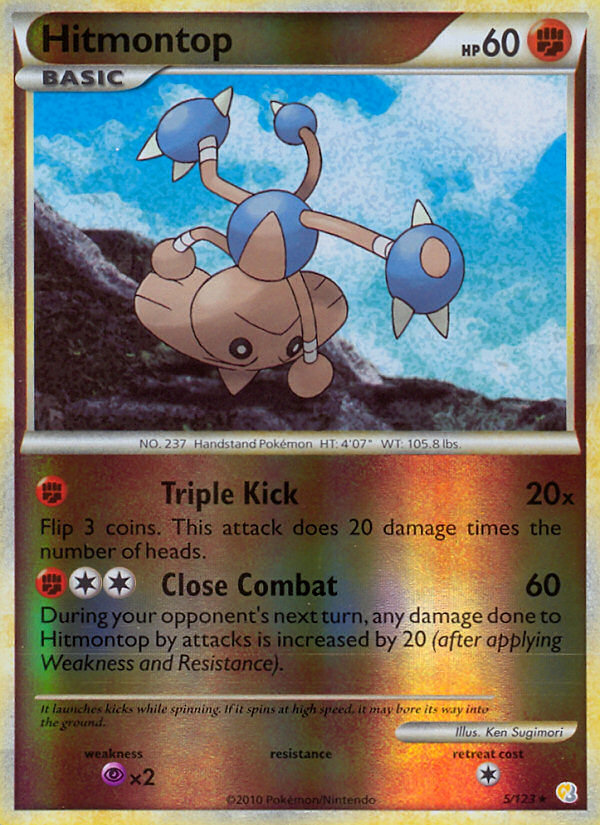 Hitmontop
HP 60
BASIC
NO. 237 Handstand Pokémon HT: 4'07" WT: 105.8 lbs.
Triple Kick 20x
Flip 3 coins. This attack does 20 damage times the
number of heads.
Close Combat 60
During your opponent's next turn, any damage done to
Hitmontop by attacks is increased by 20 (after applying
Weakness and Resistance).
It launches kicks while spinning. If it spins at high speed, it may bore its way into
the ground.
Illus. Ken Sugimori
weakness resistance retreat cost
×2
©2010 Pokémon/Nintendo 5/123 ★